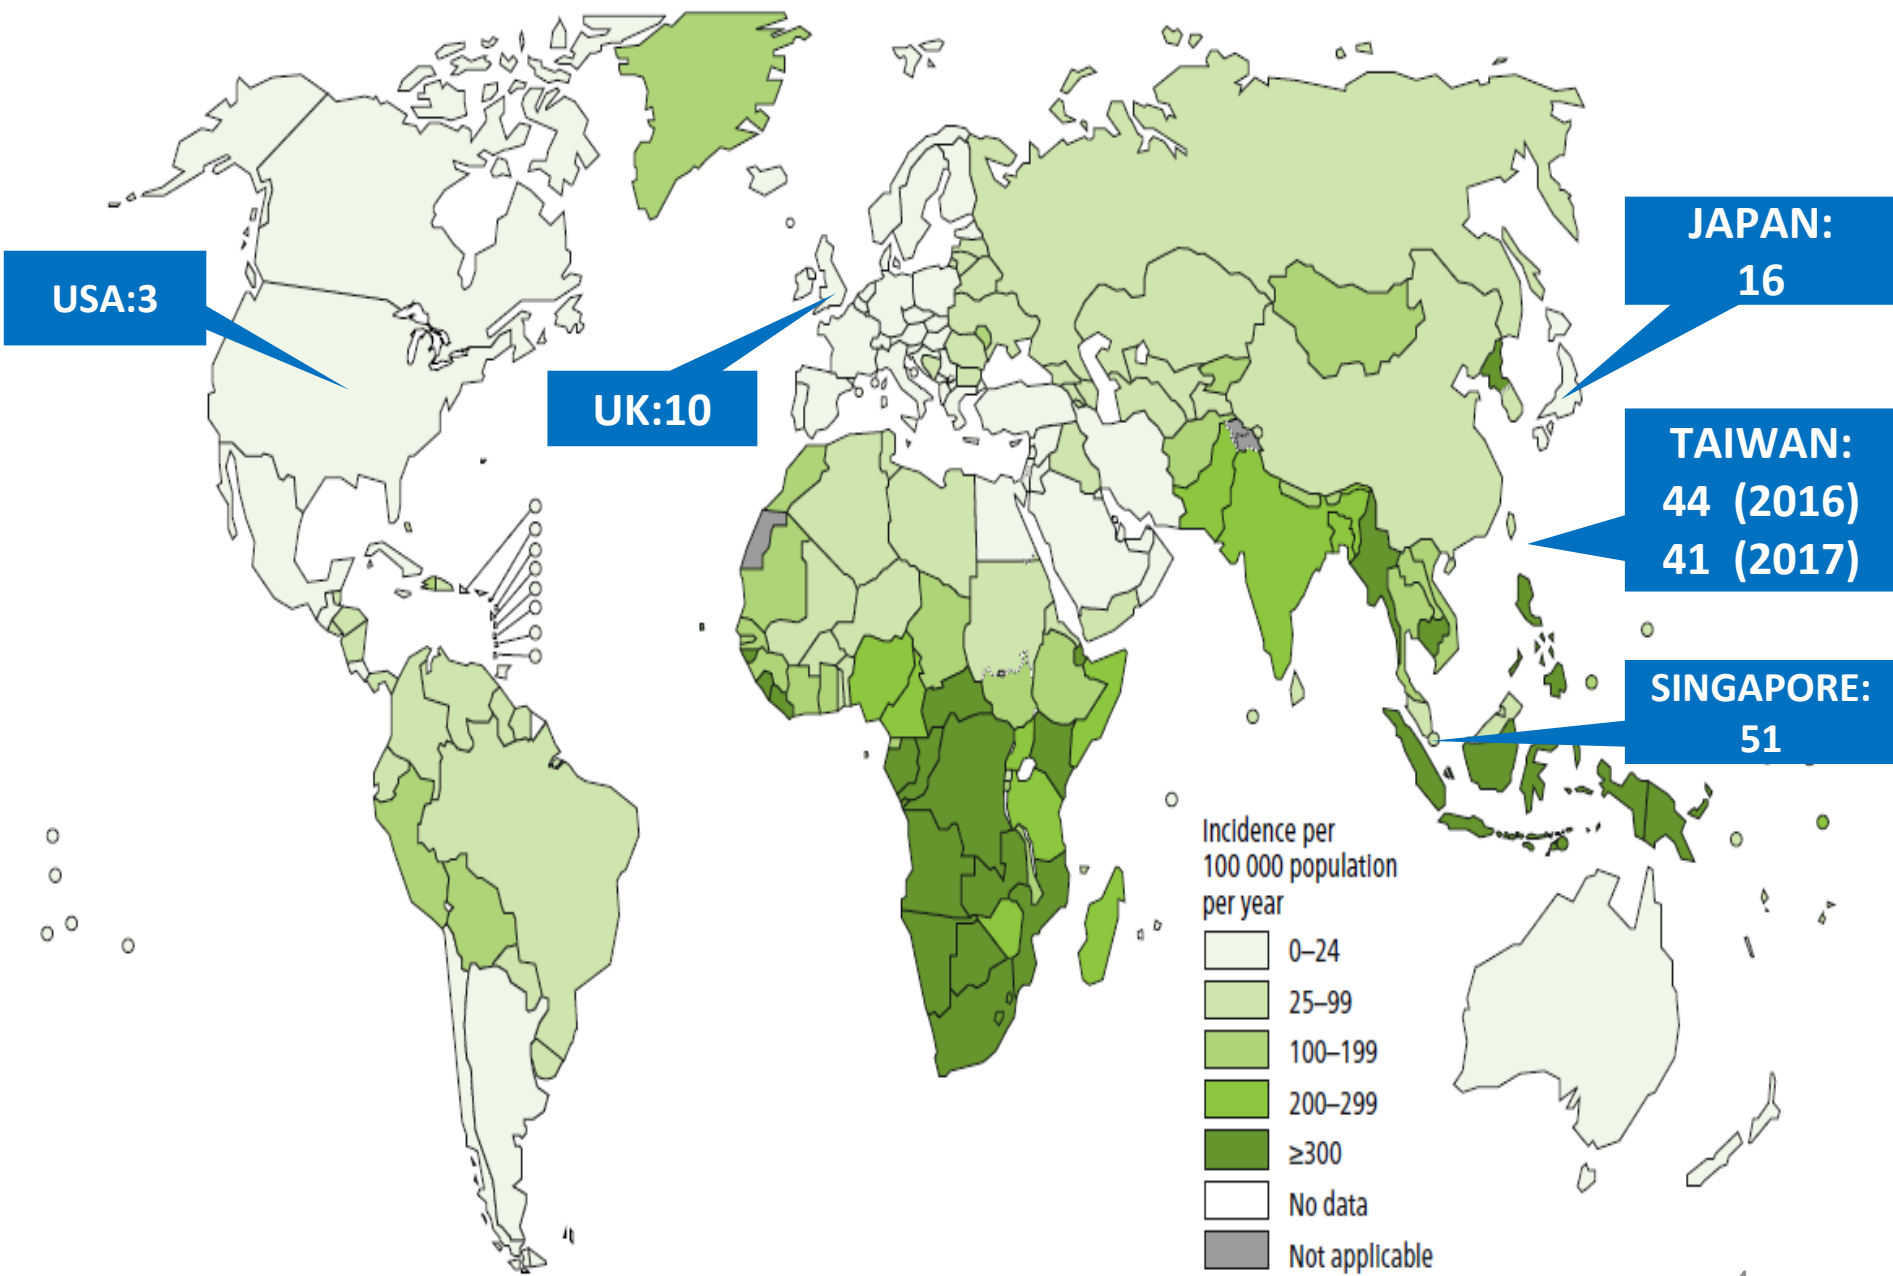 USA:3
UK:10
JAPAN:
16
TAIWAN:
44 (2016)
41 (2017)
SINGAPORE:
51
Incidence per
100 000 population
per year
0–24
25–99
100–199
200–299
≥300
No data
Not applicable